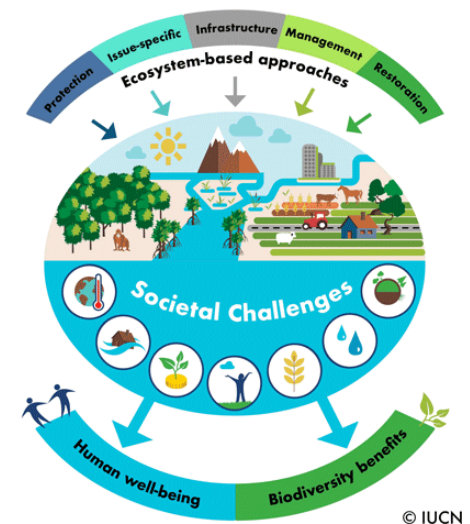 Protection
Issue-specific
Infrastructure
Management
Restoration
Ecosystem-based approaches
Societal Challenges
Human well-being
Biodiversity benefits
© IUCN